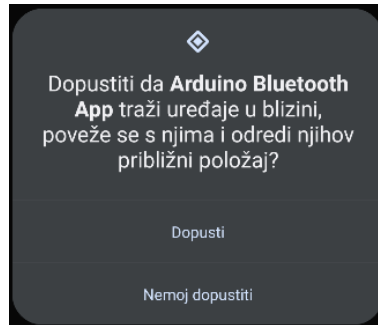 Dopustiti da Arduino Bluetooth
App traži uređaje u blizini,
poveže se s njima i odredi njihov
približni položaj?
Dopusti
Nemoj dopustiti